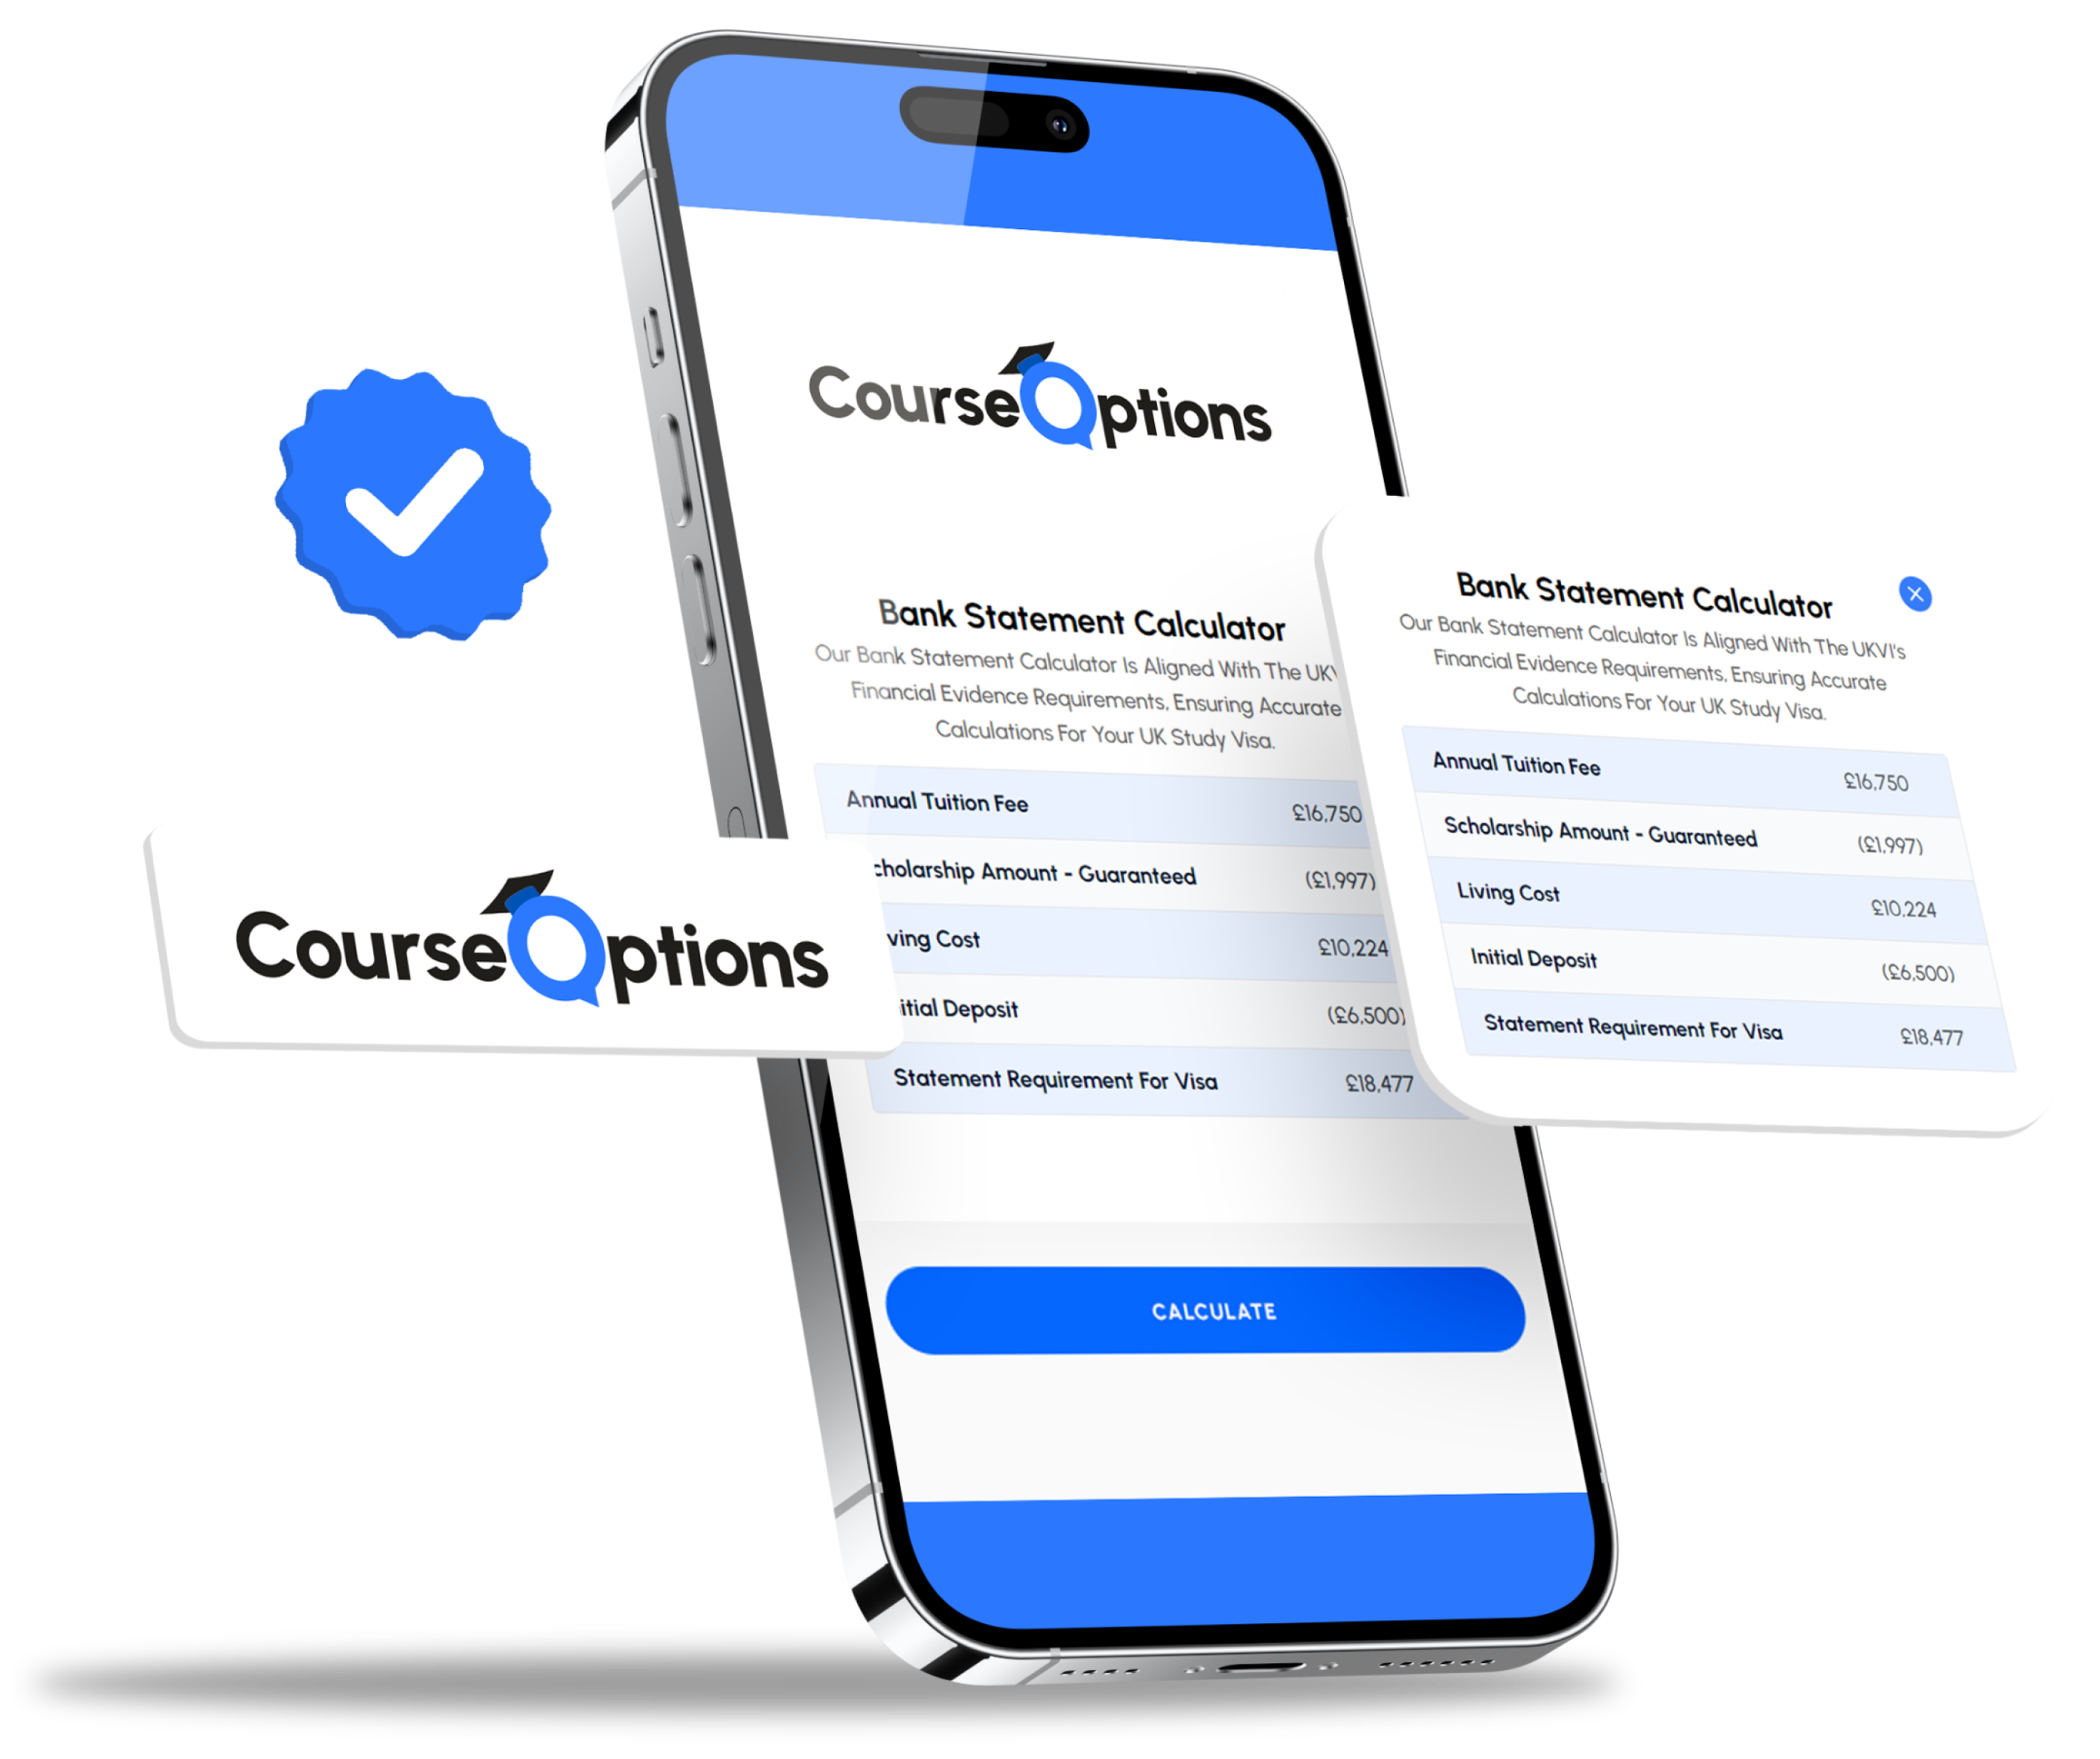 CourseOptions
Bank Statement Calculator
Our Bank Statement Calculator Is Aligned With The UKV
Financial Evidence Requirements, Ensuring Accurate
Calculations For Your UK Study Visa.
Annual Tuition Fee £16,750
cholarship Amount - Guaranteed (£1,997)
ving Cost £10,224
itial Deposit (£6,500)
Statement Requirement For Visa £18,477
CALCULATE
CourseOptions
Bank Statement Calculator
Our Bank Statement Calculator Is Aligned With The UKVI's
Financial Evidence Requirements, Ensuring Accurate
Calculations For Your UK Study Visa.
Annual Tuition Fee £16,750
Scholarship Amount - Guaranteed (£1,997)
Living Cost £10,224
Initial Deposit (£6,500)
Statement Requirement For Visa £18,477